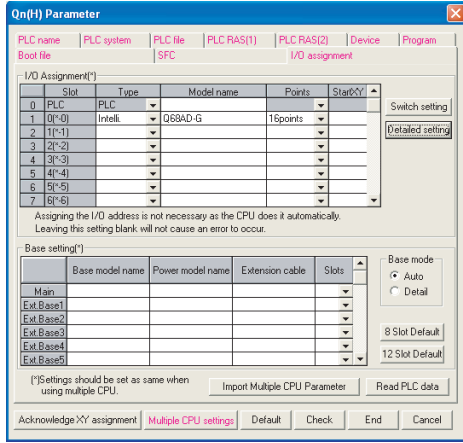 Qn(H) Parameter
PLC name PLC system PLC file PLC RAS(1) PLC RAS(2) Device Program
Boot file SFC I/O assignment
I/O Assignment(*)
Slot Type Model name Points StartXY
0 PLC PLC
1 0(*-0) Intelli. Q68AD-G 16points
2 1(*-1)
3 2(*-2)
4 3(*-3)
5 4(*-4)
6 5(*-5)
7 6(*-6)
Switch setting
Detailed setting
Assigning the I/O address is not necessary as the CPU does it automatically.
Leaving this setting blank will not cause an error to occur.
Base setting(*)
Base model name Power model name Extension cable Slots
Main
Ext.Base1
Ext.Base2
Ext.Base3
Ext.Base4
Ext.Base5
Base mode
Auto
Detail
8 Slot Default
12 Slot Default
(*)Settings should be set as same when
using multiple CPU.
Import Multiple CPU Parameter Read PLC data
Acknowledge XY assignment Multiple CPU settings Default Check End Cancel